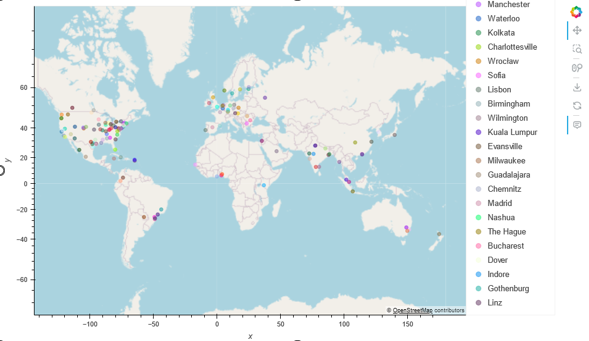 Manchester
Waterloo
Kolkata
Charlottesville
Wrocław
Sofia
Lisbon
Birmingham
Wilmington
Kuala Lumpur
Evansville
Milwaukee
Guadalajara
Chemnitz
Madrid
Nashua
The Hague
Bucharest
Dover
Indore
Gothenburg
Linz
60
40
20
0
−20
−40
−60
y
© OpenStreetMap contributors
−100 −50 0 50 100 150
x